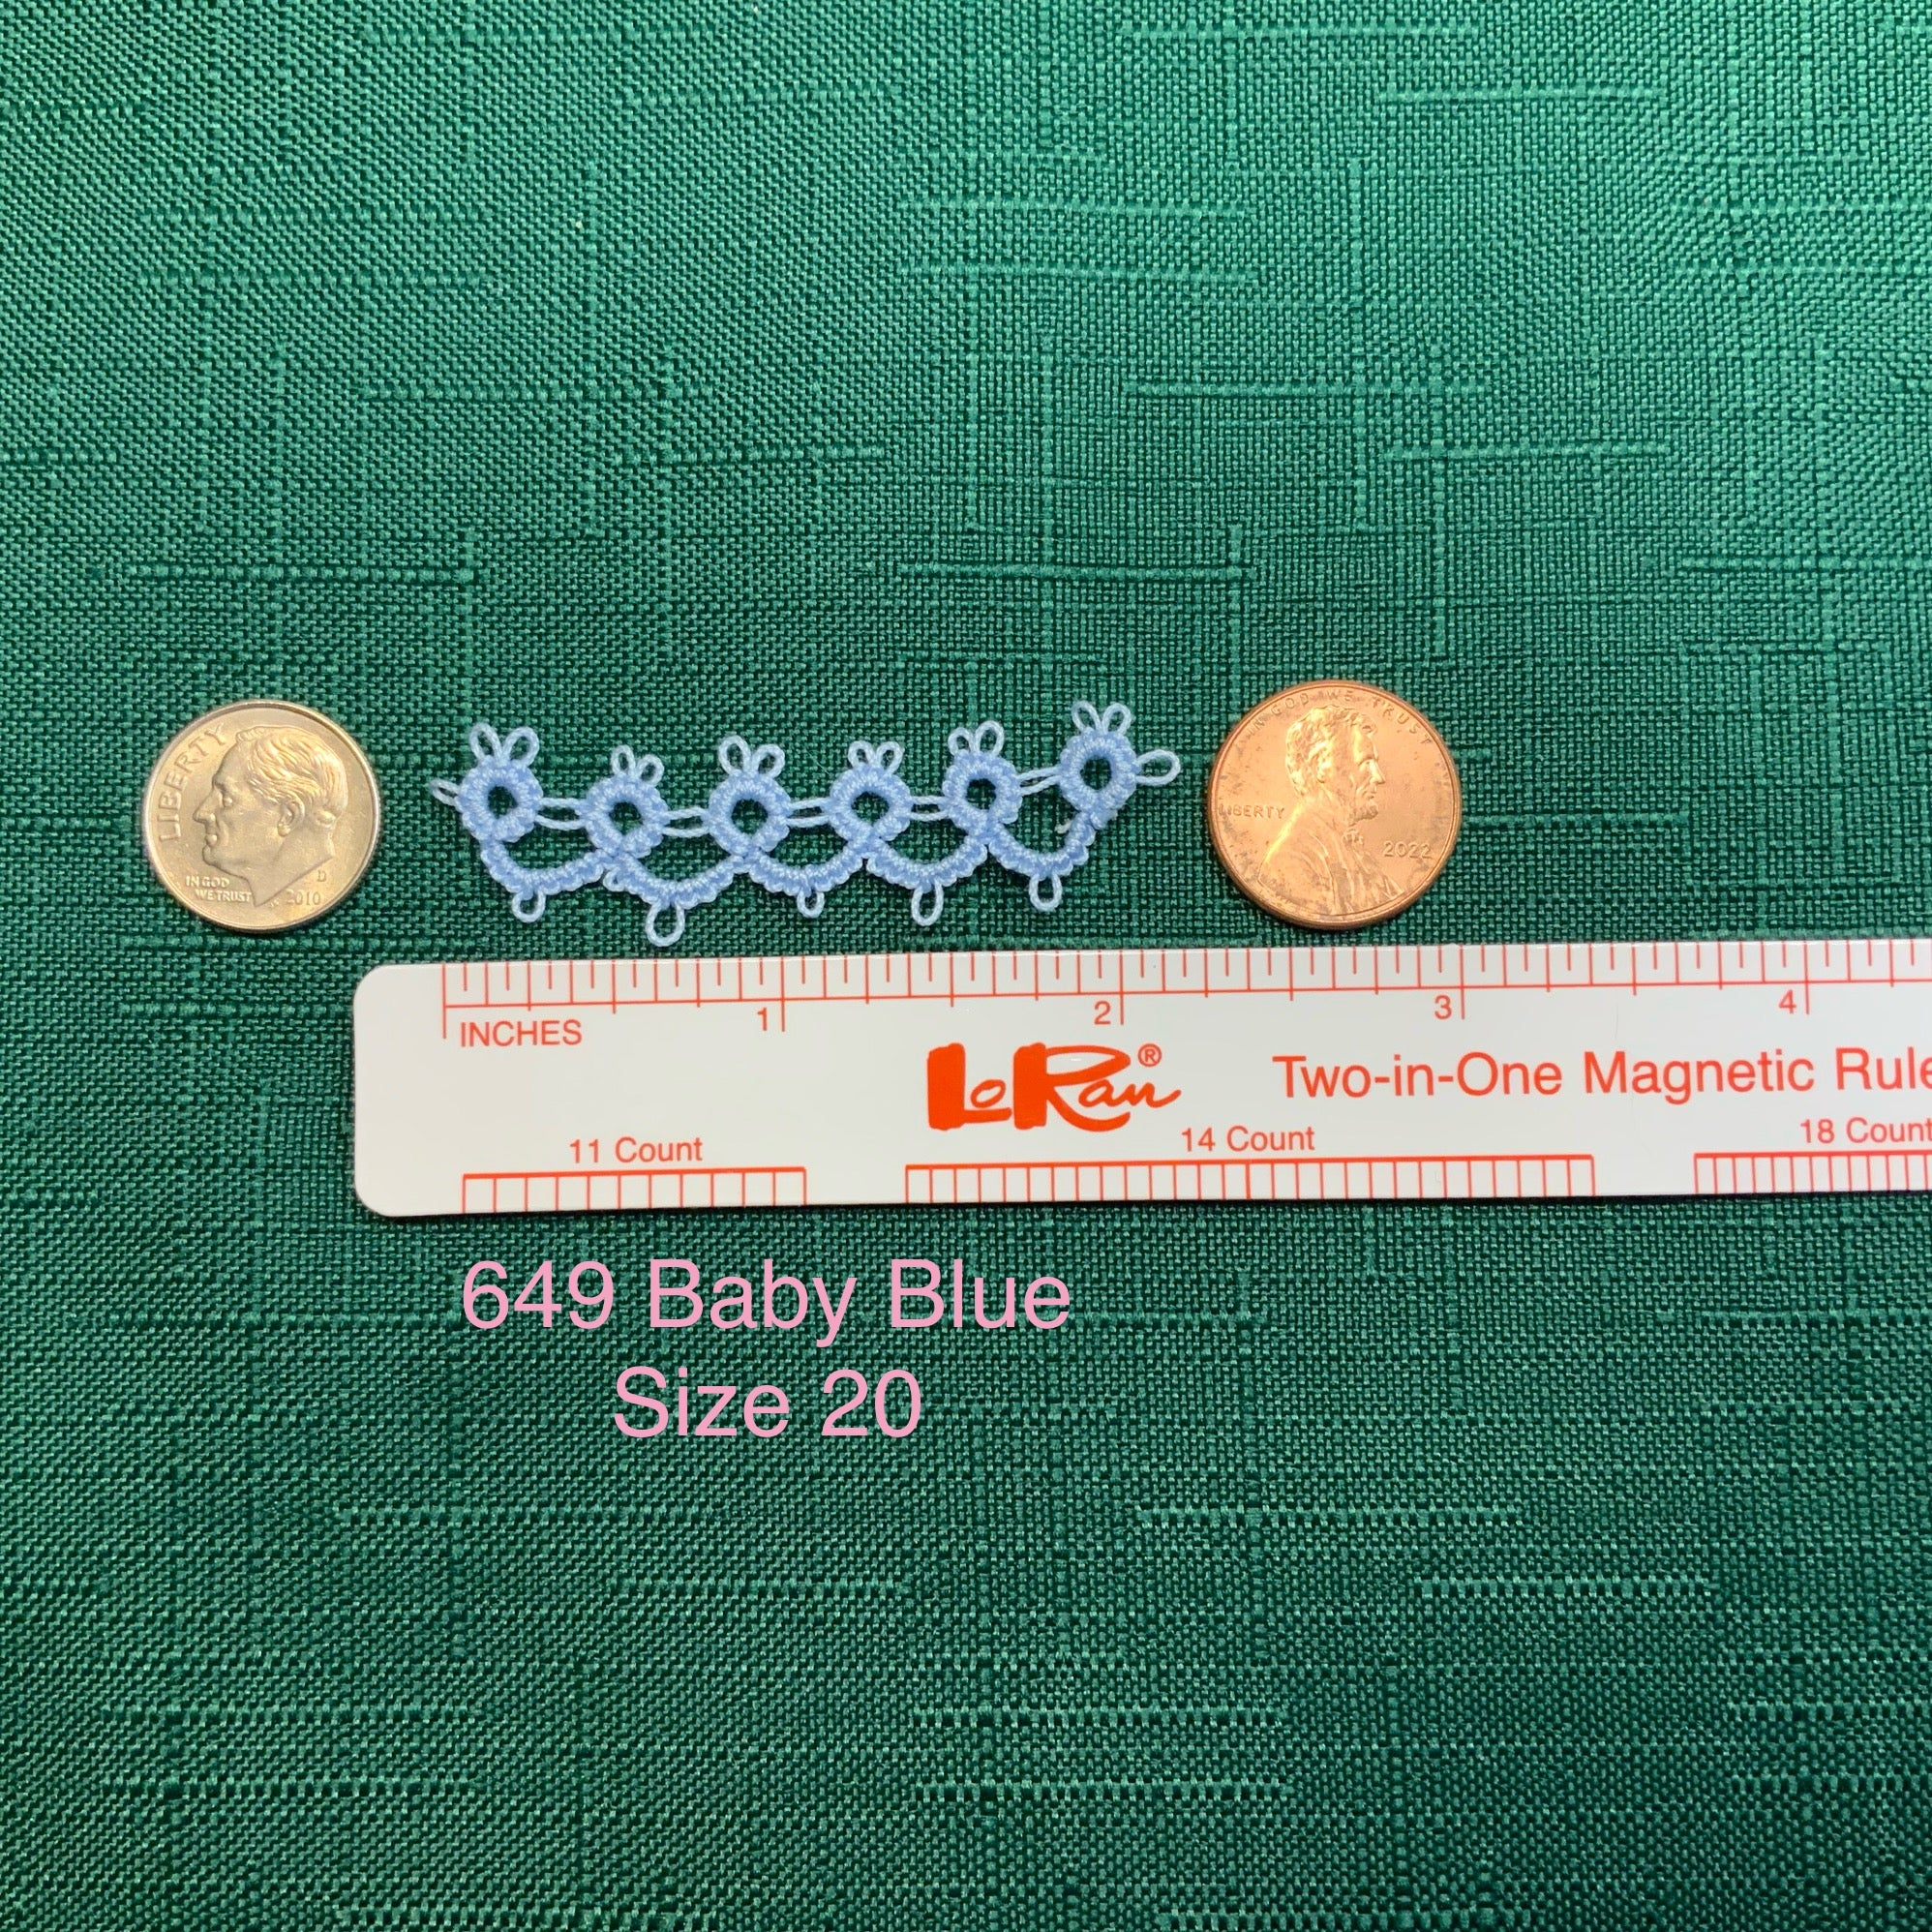 LIBERTY
IN GOD
WE TRUST
D
2010
IN GOD WE TRUST
LIBERTY
2022
INCHES
1
2
3
4
LoRan®
Two-in-One Magnetic Rule
11 Count
14 Count
18 Count
649 Baby Blue
Size 20